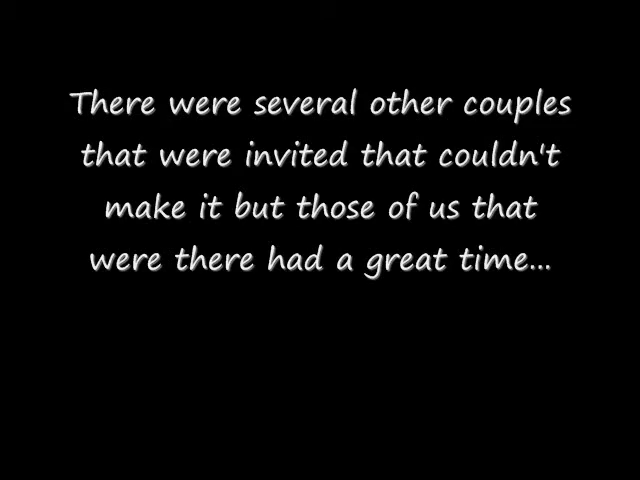 There were several other couples
that were invited that couldn't
make it but those of us that
were there had a great time...